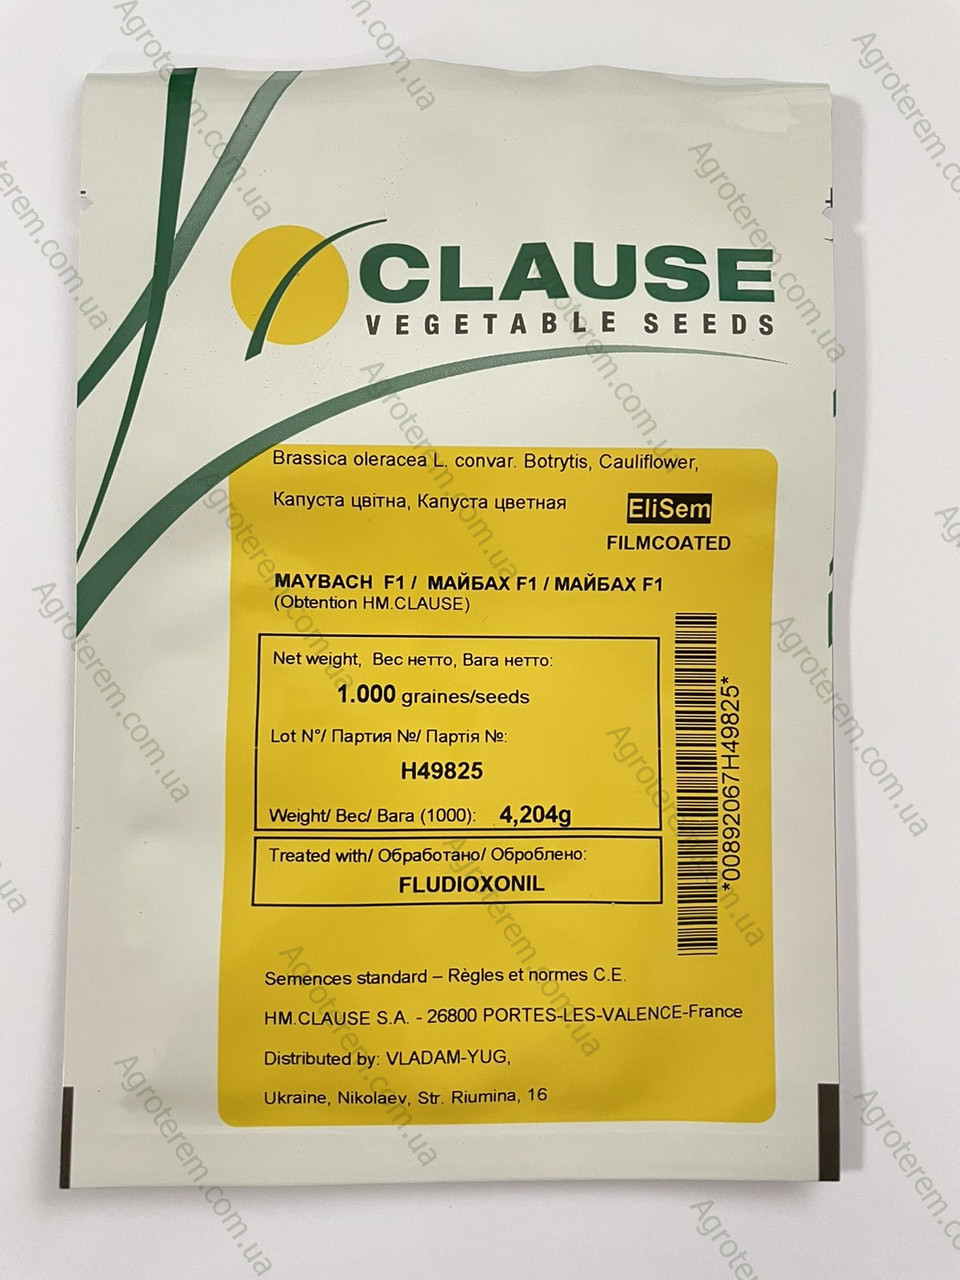 CLAUSE
VEGETABLE SEEDS
Brassica oleracea L. convar. Botrytis, Cauliflower,
Капуста цвітна, Капуста цветная
EliSem
FILMCOATED
MAYBACH F1 / МАЙБАХ F1 / МАЙБАХ F1
(Obtention HM.CLAUSE)
Net weight, Вес нетто, Вага нетто:
1.000 graines/seeds
Lot N°/ Партия №/ Партія №:
H49825
Weight/ Вес/ Вага (1000): 4,204g
Treated with/ Обработано/ Оброблено:
FLUDIOXONIL
*00892067H49825*
Semences standard – Règles et normes C.E.
HM.CLAUSE S.A. - 26800 PORTES-LES-VALENCE-France
Distributed by: VLADAM-YUG,
Ukraine, Nikolaev, Str. Riumina, 16
Agroterem.com.ua